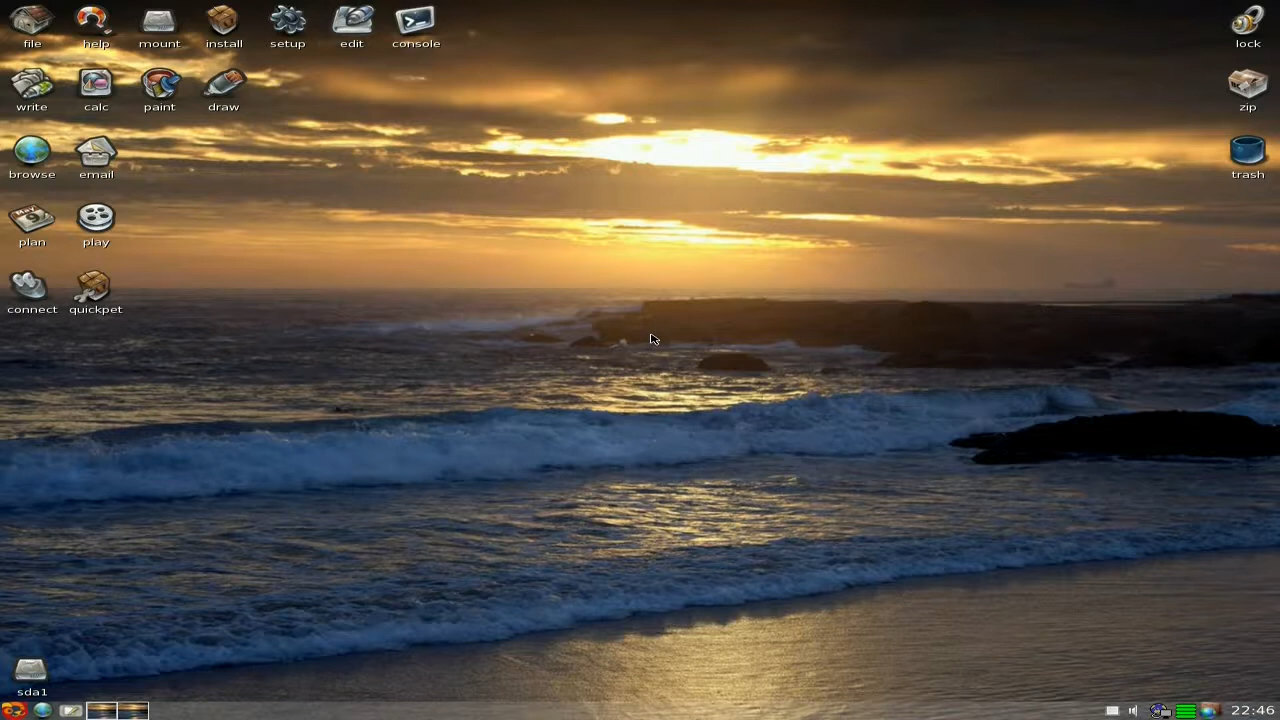 file help mount install setup edit console lock
write calc paint draw zip
browse email trash
plan play
connect quickpet
sda1
22:46